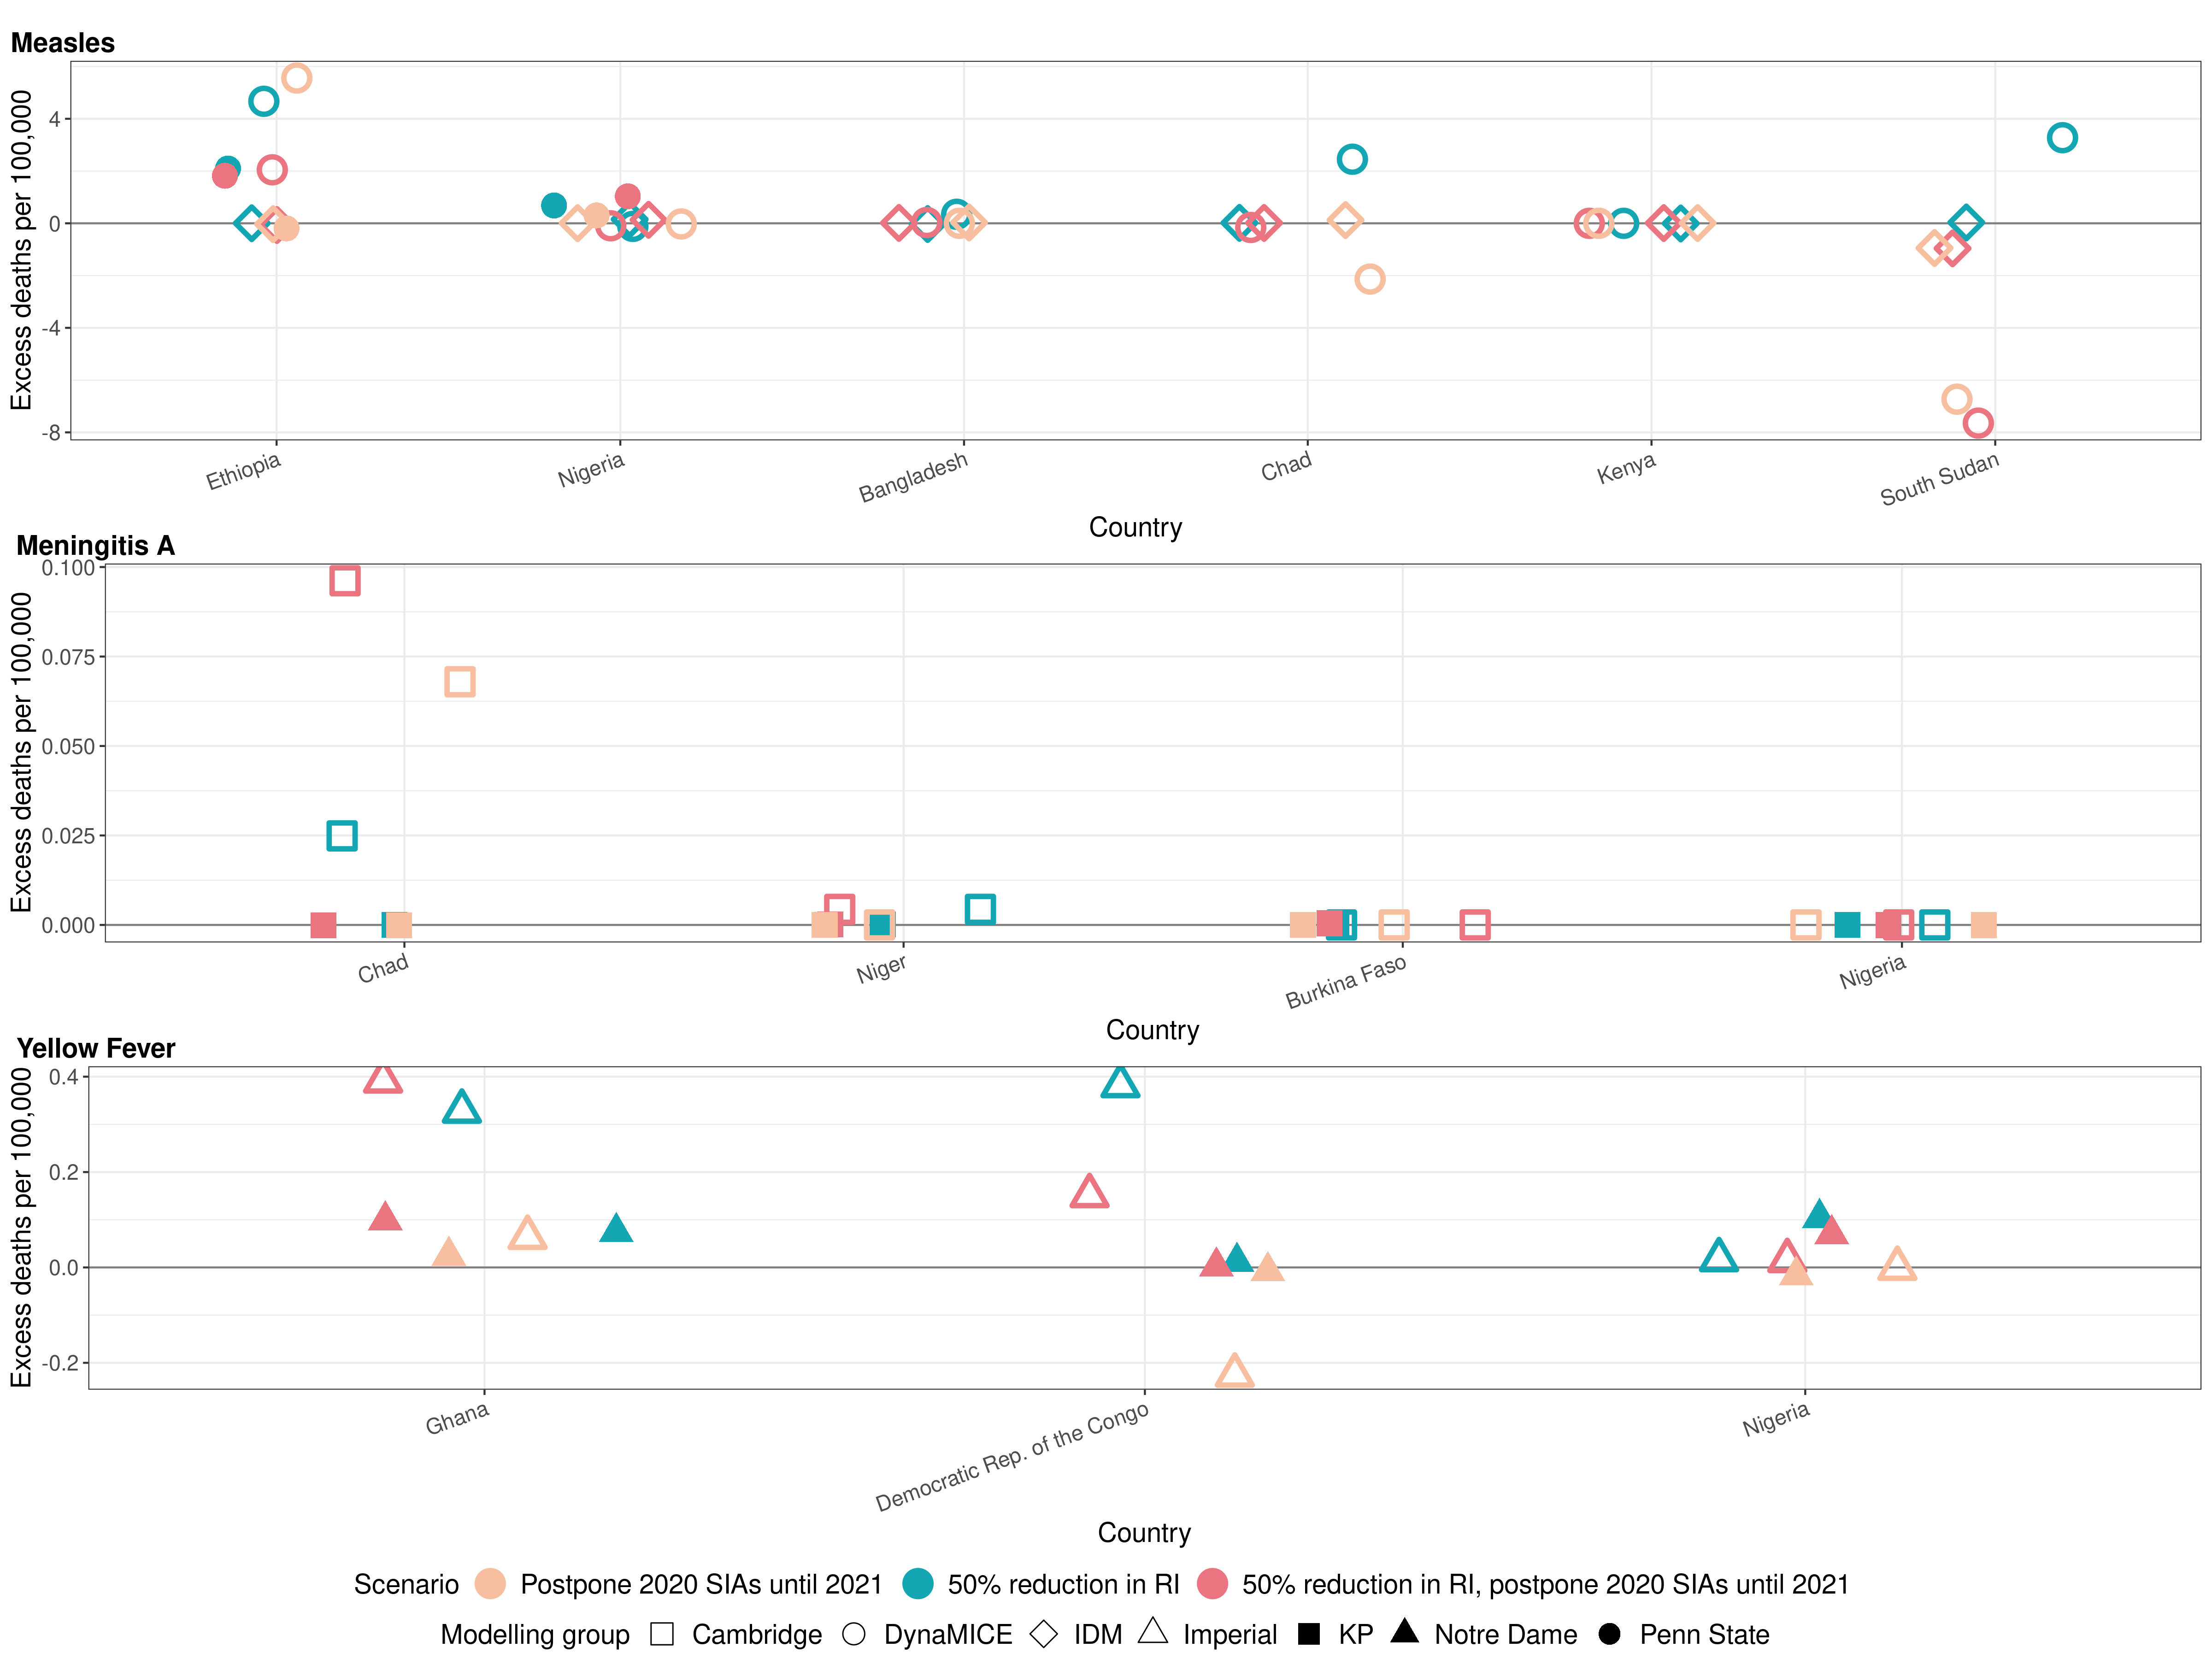 Measles
Excess deaths per 100,000
4
0
-4
-8
Ethiopia
Nigeria
Bangladesh
Chad
Kenya
South Sudan
Country
Meningitis A
Excess deaths per 100,000
0.100
0.075
0.050
0.025
0.000
Chad
Niger
Burkina Faso
Nigeria
Country
Yellow Fever
Excess deaths per 100,000
0.4
0.2
0.0
-0.2
Ghana
Democratic Rep. of the Congo
Nigeria
Country
Scenario Postpone 2020 SIAs until 2021 50% reduction in RI 50% reduction in RI, postpone 2020 SIAs until 2021
Modelling group Cambridge DynaMICE IDM Imperial KP Notre Dame Penn State